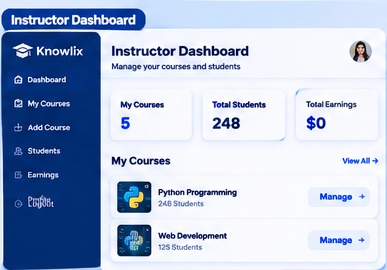 Instructor Dashboard
Knowlix
Dashboard
My Courses
Add Course
Students
Earnings
Instructor Dashboard
Manage your courses and students
My Courses
5
Total Students
248
Total Earnings
$0
My Courses
View All →
Python Programming
248 Students
Manage →
Web Development
12S Students
Manage →